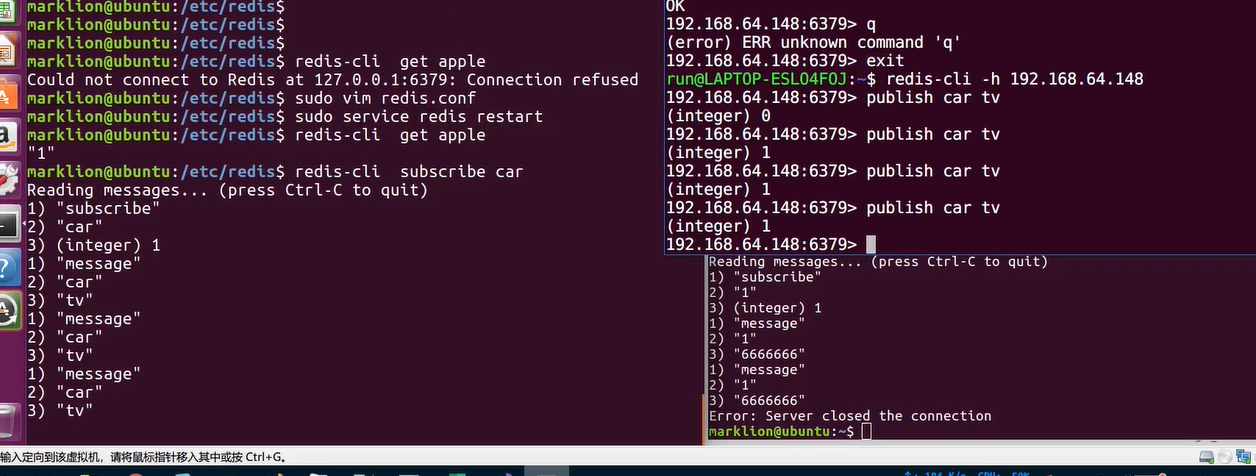 marklion@ubuntu:/etc/redis$
marklion@ubuntu:/etc/redis$
marklion@ubuntu:/etc/redis$
marklion@ubuntu:/etc/redis$ redis-cli  get apple
Could not connect to Redis at 127.0.0.1:6379: Connection refused
marklion@ubuntu:/etc/redis$ sudo vim redis.conf
marklion@ubuntu:/etc/redis$ sudo service redis restart
marklion@ubuntu:/etc/redis$ redis-cli  get apple
"1"
marklion@ubuntu:/etc/redis$ redis-cli  subscribe car
Reading messages... (press Ctrl-C to quit)
1) "subscribe"
2) "car"
3) (integer) 1
1) "message"
2) "car"
3) "tv"
1) "message"
2) "car"
3) "tv"
1) "message"
2) "car"
3) "tv"
OK
192.168.64.148:6379> q
(error) ERR unknown command 'q'
192.168.64.148:6379> exit
run@LAPTOP-ESLO4FOJ:~$ redis-cli -h 192.168.64.148
192.168.64.148:6379> publish car tv
(integer) 0
192.168.64.148:6379> publish car tv
(integer) 1
192.168.64.148:6379> publish car tv
(integer) 1
192.168.64.148:6379> publish car tv
(integer) 1
192.168.64.148:6379>
Reading messages... (press Ctrl-C to quit)
1) "subscribe"
2) "1"
3) (integer) 1
1) "message"
2) "1"
3) "6666666"
1) "message"
2) "1"
3) "6666666"
Error: Server closed the connection
marklion@ubuntu:~$
输入定向到该虚拟机，请将鼠标指针移入其中或按 Ctrl+G。